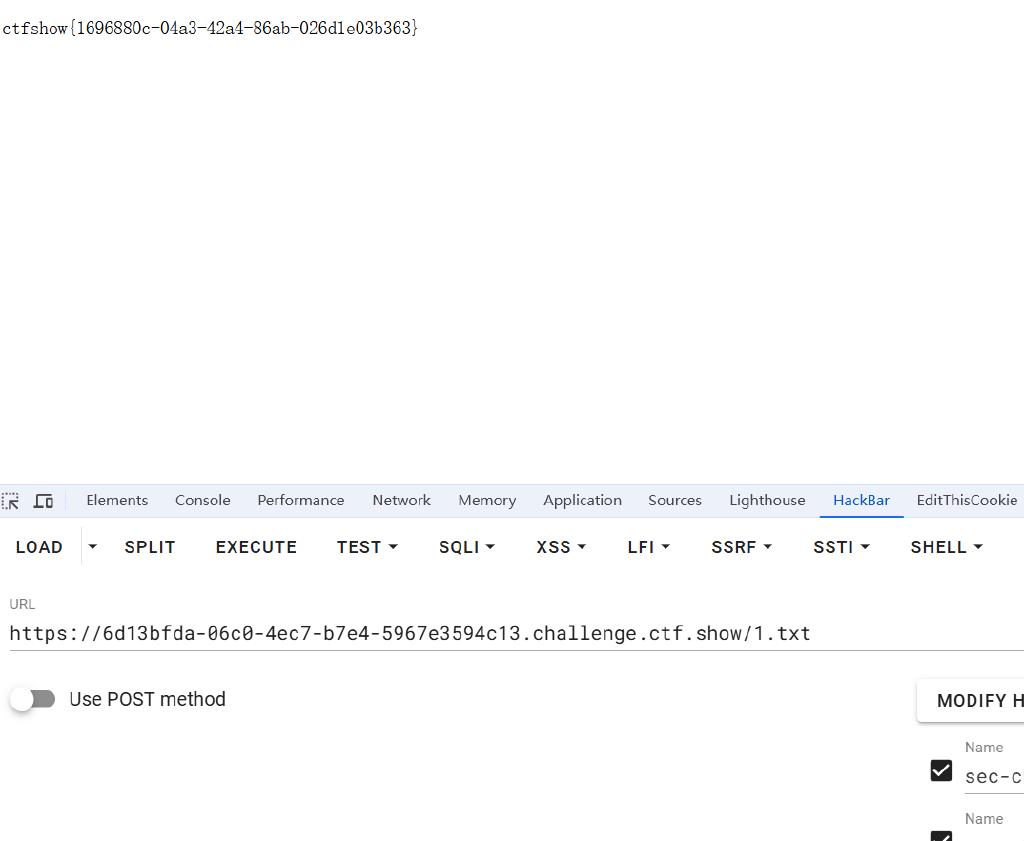 ctfshow{1696880c-04a3-42a4-86ab-026d1e03b363}
Elements Console Performance Network Memory Application Sources Lighthouse HackBar EditThisCookie
LOAD SPLIT EXECUTE TEST SQLI XSS LFI SSRF SSTI SHELL
URL
https://6d13bfda-06c0-4ec7-b7e4-5967e3594c13.challenge.ctf.show/1.txt
Use POST method
MODIFY H
Name
sec-c
Name